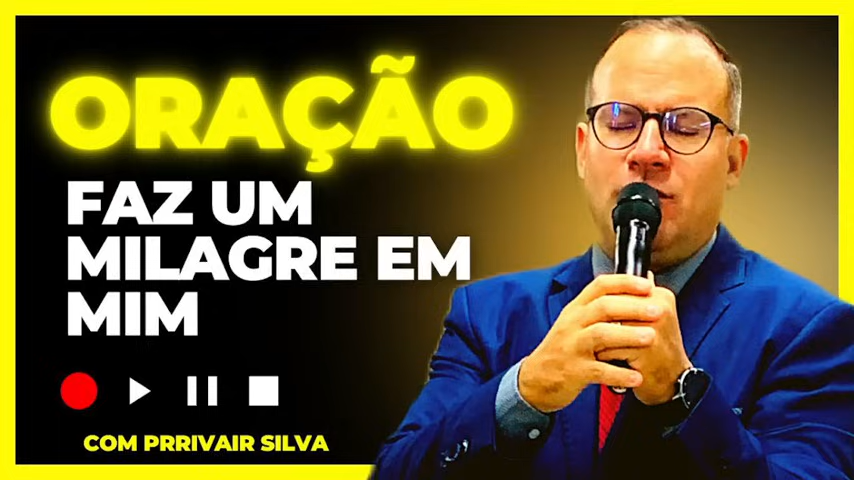 ORAÇÃO
FAZ UM
MILAGRE EM
MIM
COM PRRIVAIR SILVA